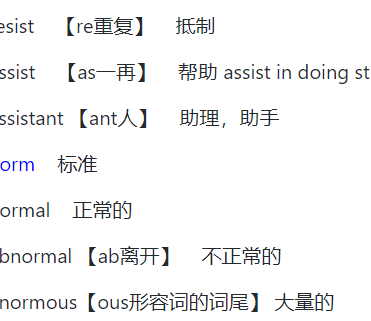 esist 【re重复】 抵制
ssist 【as一再】 帮助 assist in doing st
ssistant 【ant人】 助理，助手
orm 标准
ormal 正常的
bnormal 【ab离开】 不正常的
normous【ous形容词的词尾】 大量的